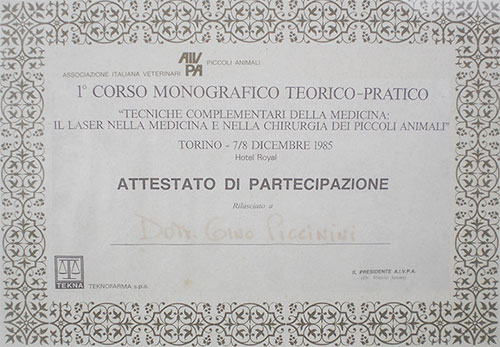 AIVPA
ASSOCIAZIONE ITALIANA VETERINARI PICCOLI ANIMALI
1° CORSO MONOGRAFICO TEORICO-PRATICO
"TECNICHE COMPLEMENTARI DELLA MEDICINA:
IL LASER NELLA MEDICINA E NELLA CHIRURGIA DEI PICCOLI ANIMALI"
TORINO - 7/8 DICEMBRE 1985
Hotel Royal
ATTESTATO DI PARTECIPAZIONE
Rilasciato a
Dott. Gino Piccinini
TEKNA
TEKNOFARMA s.p.a.
IL PRESIDENTE A.I.V.P.A.